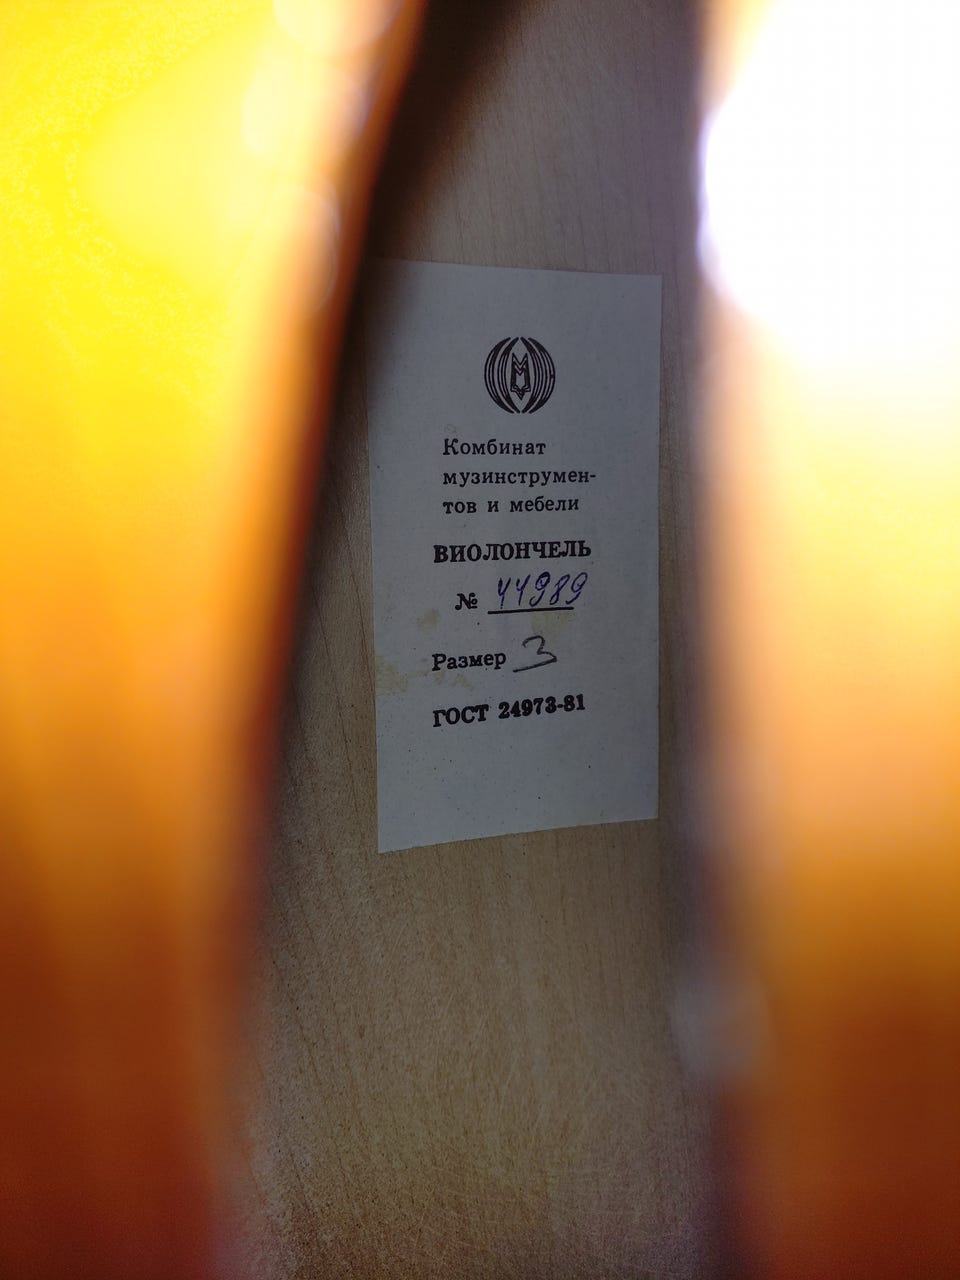 Комбинат
музинструмен-
тов и мебели
ВИОЛОНЧЕЛЬ
№ 44989
Размер 3
ГОСТ 24973-81